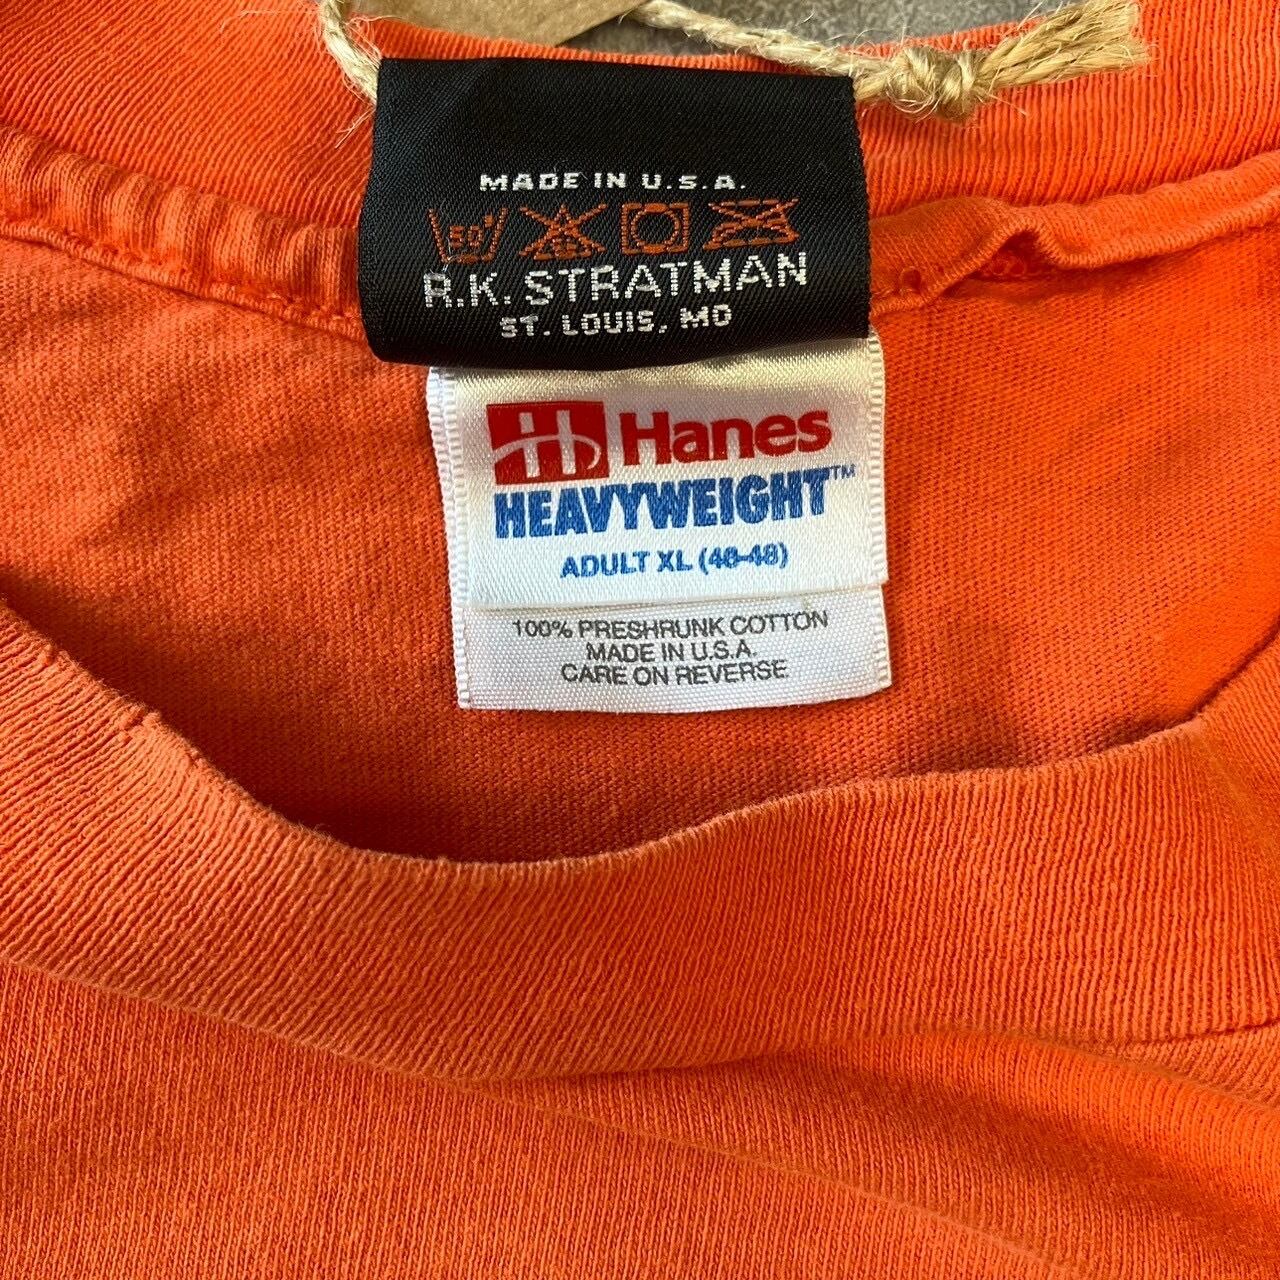 MADE IN U.S.A.
50°
R.K. STRATMAN
ST. LOUIS, MO
H Hanes
HEAVYWEIGHT™
ADULT XL (46-48)
100% PRESHRUNK COTTON
MADE IN U.S.A.
CARE ON REVERSE